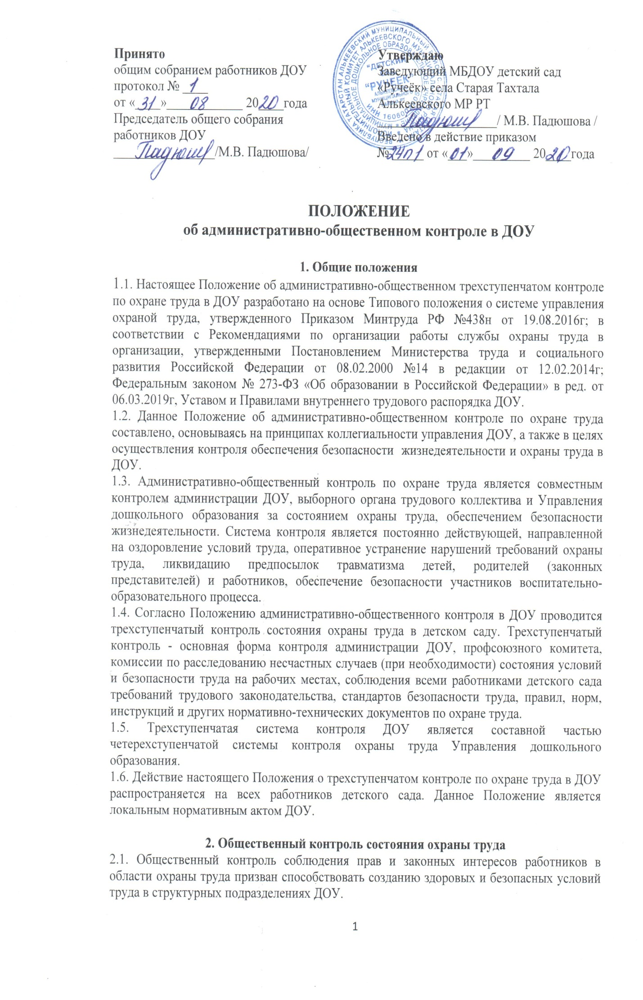 Принято
общим собранием работников ДОУ
протокол № 1
от «31» 08 2020 года
Председатель общего собрания
работников ДОУ
/М.В. Падюшова/
Утверждаю
Заведующий МБДОУ детский сад
«Ручеёк» села Старая Тахтала
Алькеевского МР РТ
/ М.В. Падюшова /
Введено в действие приказом
№ 24п1 от «01» 09 2020 года
"ДЕТСКИЙ
САД
"РУЧЕЕК"
АЛЬКЕЕВСКОГО
МУНИЦИПАЛЬНОГО
РАЙОНА РТ
ПОЛОЖЕНИЕ
об административно-общественном контроле в ДОУ
1. Общие положения
1.1. Настоящее Положение об административно-общественном трехступенчатом контроле
по охране труда в ДОУ разработано на основе Типового положения о системе управления
охраной труда, утвержденного Приказом Минтруда РФ №438н от 19.08.2016г; в
соответствии с Рекомендациями по организации работы службы охраны труда в
организации, утвержденными Постановлением Министерства труда и социального
развития Российской Федерации от 08.02.2000 №14 в редакции от 12.02.2014г;
Федеральным законом № 273-ФЗ «Об образовании в Российской Федерации» в ред. от
06.03.2019г, Уставом и Правилами внутреннего трудового распорядка ДОУ.
1.2. Данное Положение об административно-общественном контроле по охране труда
составлено, основываясь на принципах коллегиальности управления ДОУ, а также в целях
осуществления контроля обеспечения безопасности жизнедеятельности и охраны труда в
ДОУ.
1.3. Административно-общественный контроль по охране труда является совместным
контролем администрации ДОУ, выборного органа трудового коллектива и Управления
дошкольного образования за состоянием охраны труда, обеспечением безопасности
жизнедеятельности. Система контроля является постоянно действующей, направленной
на оздоровление условий труда, оперативное устранение нарушений требований охраны
труда, ликвидацию предпосылок травматизма детей, родителей (законных
представителей) и работников, обеспечение безопасности участников воспитательно-
образовательного процесса.
1.4. Согласно Положению административно-общественного контроля в ДОУ проводится
трехступенчатый контроль состояния охраны труда в детском саду. Трехступенчатый
контроль - основная форма контроля администрации ДОУ, профсоюзного комитета,
комиссии по расследованию несчастных случаев (при необходимости) состояния условий
и безопасности труда на рабочих местах, соблюдения всеми работниками детского сада
требований трудового законодательства, стандартов безопасности труда, правил, норм,
инструкций и других нормативно-технических документов по охране труда.
1.5. Трехступенчатая система контроля ДОУ является составной частью
четерехступенчатой системы контроля охраны труда Управления дошкольного
образования.
1.6. Действие настоящего Положения о трехступенчатом контроле по охране труда в ДОУ
распространяется на всех работников детского сада. Данное Положение является
локальным нормативным актом ДОУ.
2. Общественный контроль состояния охраны труда
2.1. Общественный контроль соблюдения прав и законных интересов работников в
области охраны труда призван способствовать созданию здоровых и безопасных условий
труда в структурных подразделениях ДОУ.
1